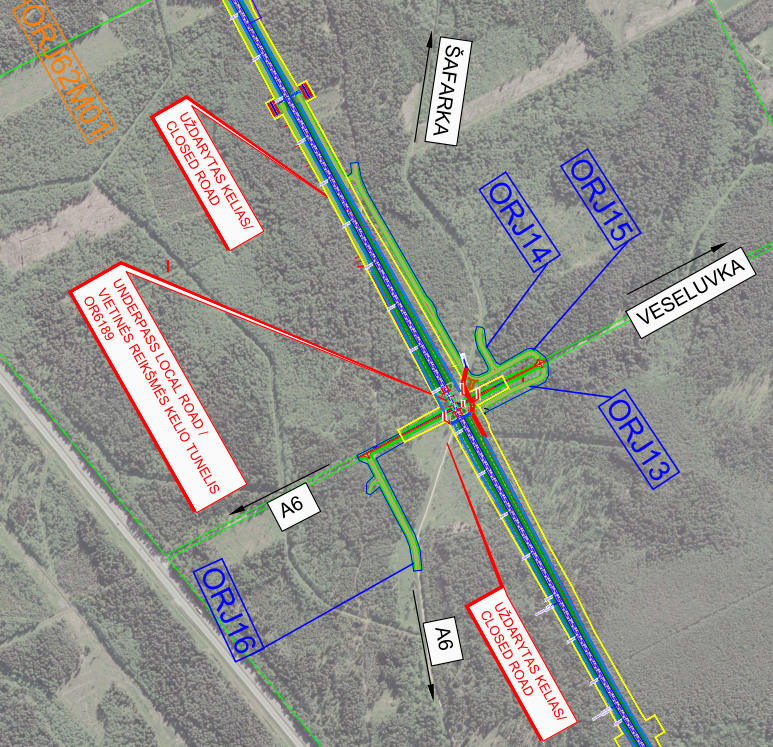 ORJ62M01
ŠAFARKA
UŽDARYTAS KELIAS/
CLOSED ROAD
ORJ14
ORJ15
VESELUVKA
UNDERPASS LOCAL ROAD /
VIETINĖS REIKŠMĖS KELIO TUNELIS
OR6189
ORJ13
A6
ORJ16
A6
UŽDARYTAS KELIAS/
CLOSED ROAD